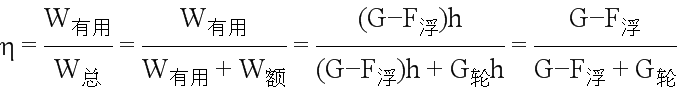 η = W有用/W总 = W有用/(W有用 + W额) = (G−F浮)h/((G−F浮)h + G轮h) = (G−F浮)/(G−F浮 + G轮)